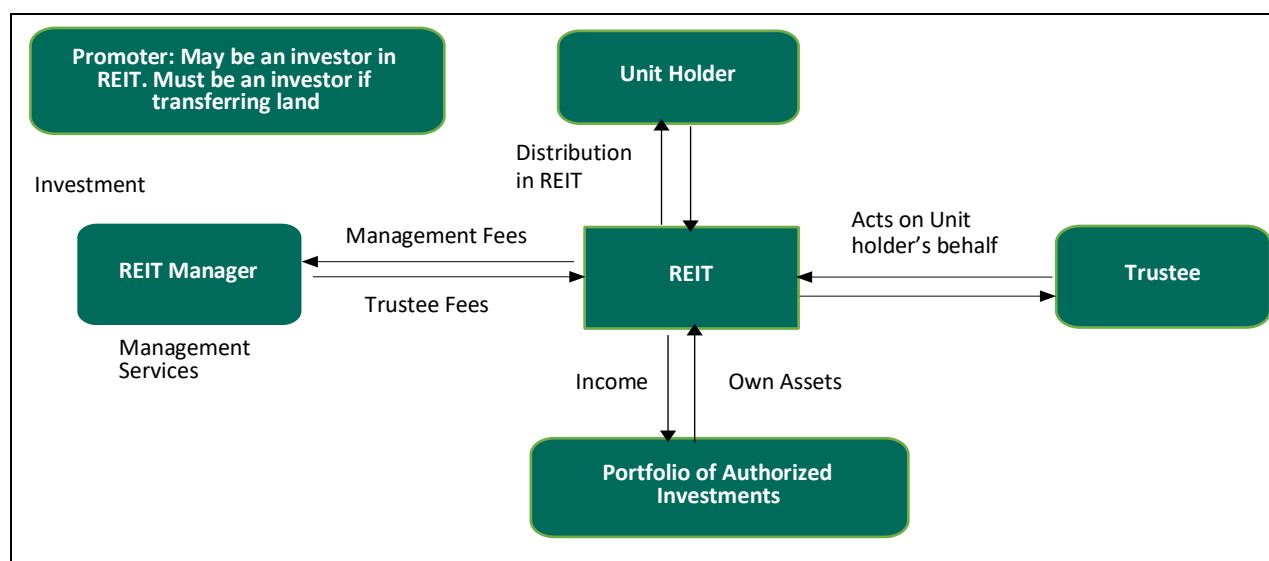 Promoter: May be an investor in
REIT. Must be an investor if
transferring land
Unit Holder
Distribution
in REIT
Investment
Acts on Unit
holder’s behalf
Management Fees
REIT Manager
REIT
Trustee
Trustee Fees
Management
Services
Income
Own Assets
Portfolio of Authorized
Investments